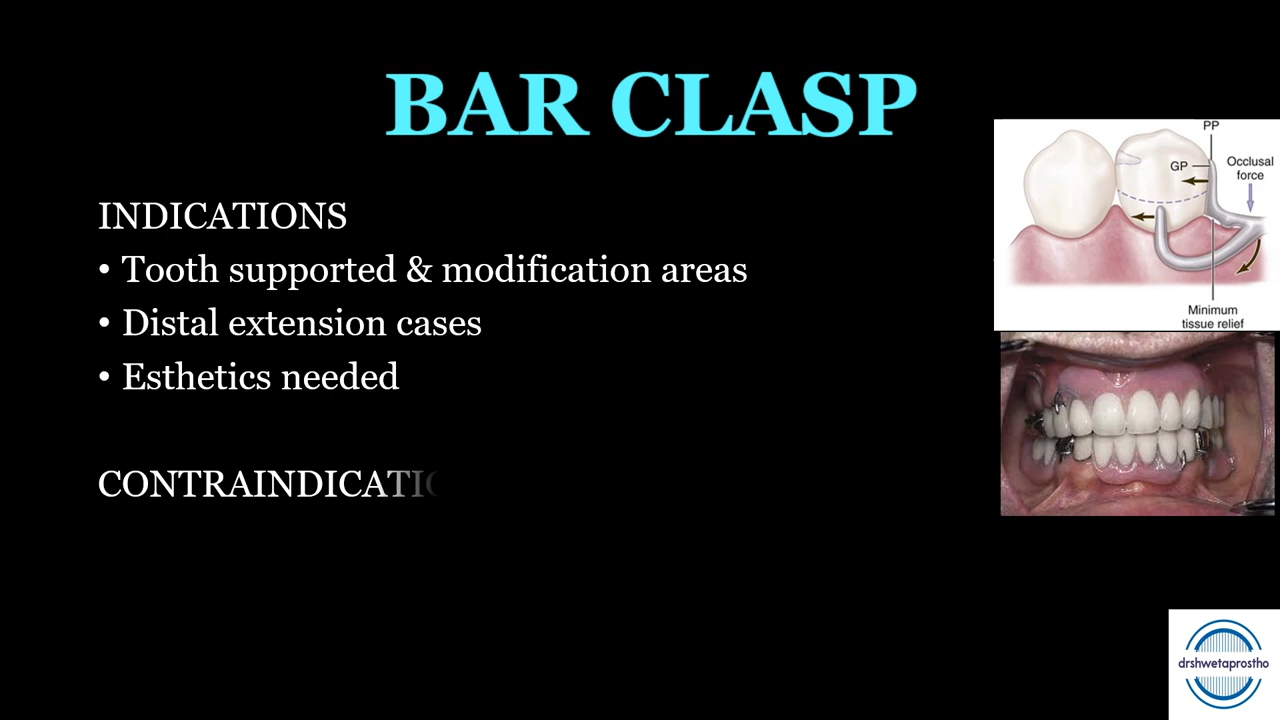 BAR CLASP
INDICATIONS
• Tooth supported & modification areas
• Distal extension cases
• Esthetics needed
CONTRAINDICATI
PP
GP
Occlusal
force
Minimum
tissue relief
drshwetaprostho